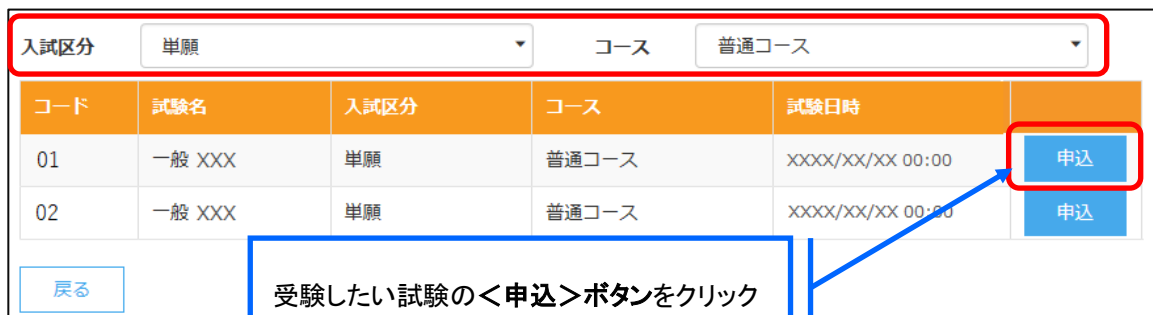 入試区分 単願 コース 普通コース
コード 試験名 入試区分 コース 試験日時
01 一般 XXX 単願 普通コース XXXX/XX/XX 00:00 申込
02 一般 XXX 単願 普通コース XXXX/XX/XX 00:00 申込
戻る
受験したい試験の<申込>ボタンをクリック